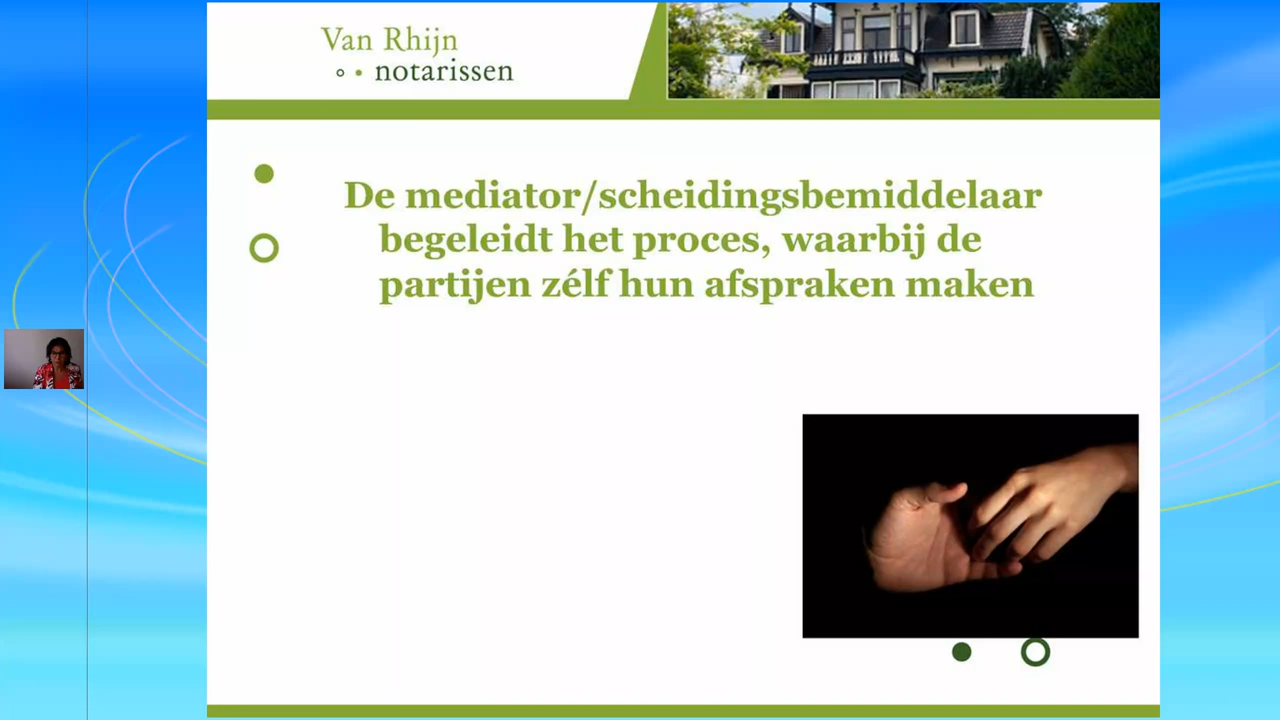 Van Rhijn
notarissen
De mediator/scheidingsbemiddelaar
begeleidt het proces, waarbij de
partijen zélf hun afspraken maken